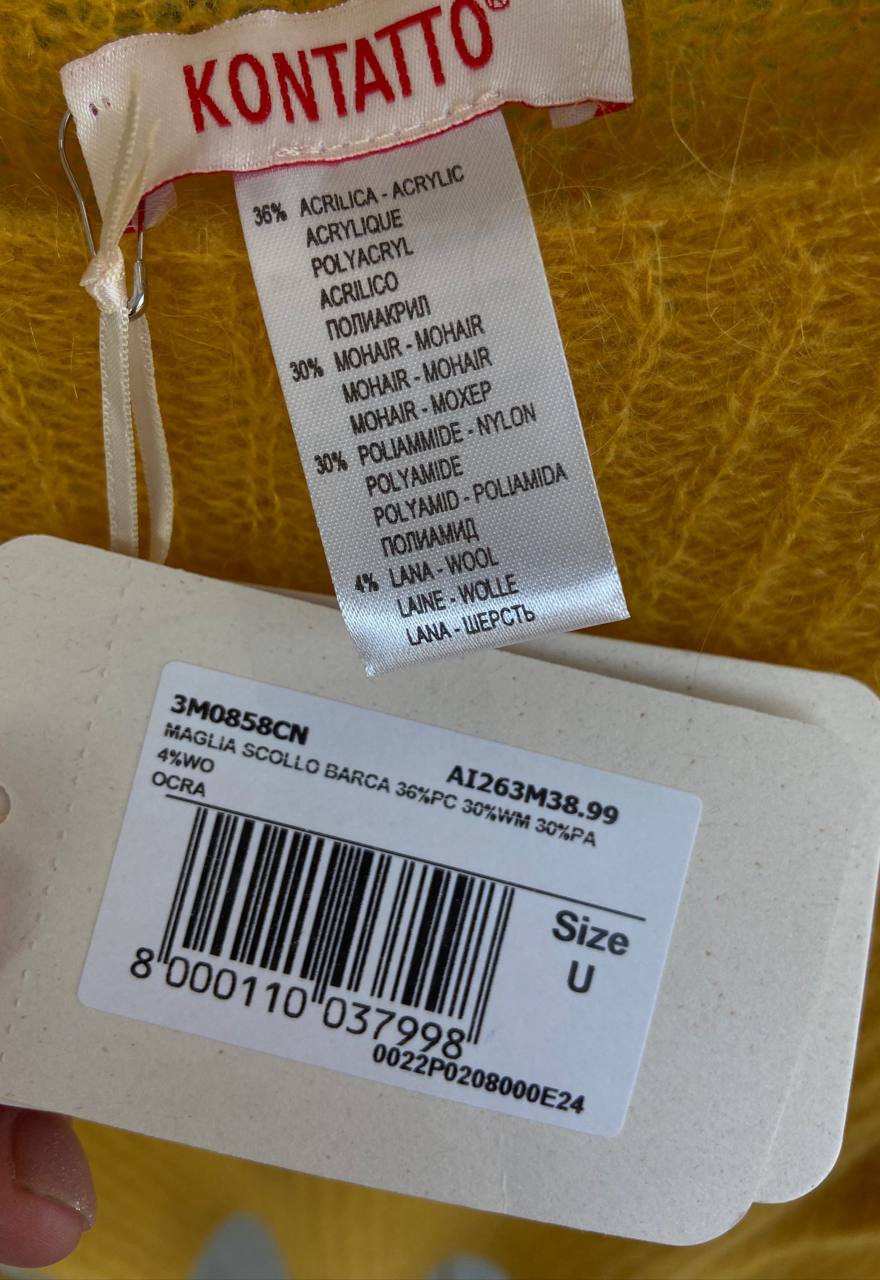 KONTATTO®
36% ACRILICA - ACRYLIC
ACRYLIQUE
POLYACRYL
ACRILICO
ПОЛИАКРИЛ
30% MOHAIR - MOHAIR
MOHAIR - MOHAIR
MOHAIR - МОХЕР
30% POLIAMMIDE - NYLON
POLYAMIDE
POLYAMID - POLIAMIDA
ПОЛИАМИД
4% LANA - WOOL
LAINE - WOLLE
LANA - ШЕРСТЬ
3M0858CN AI263M38.99
MAGLIA SCOLLO BARCA 36%PC 30%WM 30%PA
4%WO
OCRA
Size
U
8 000110 037998
0022P0208000E24